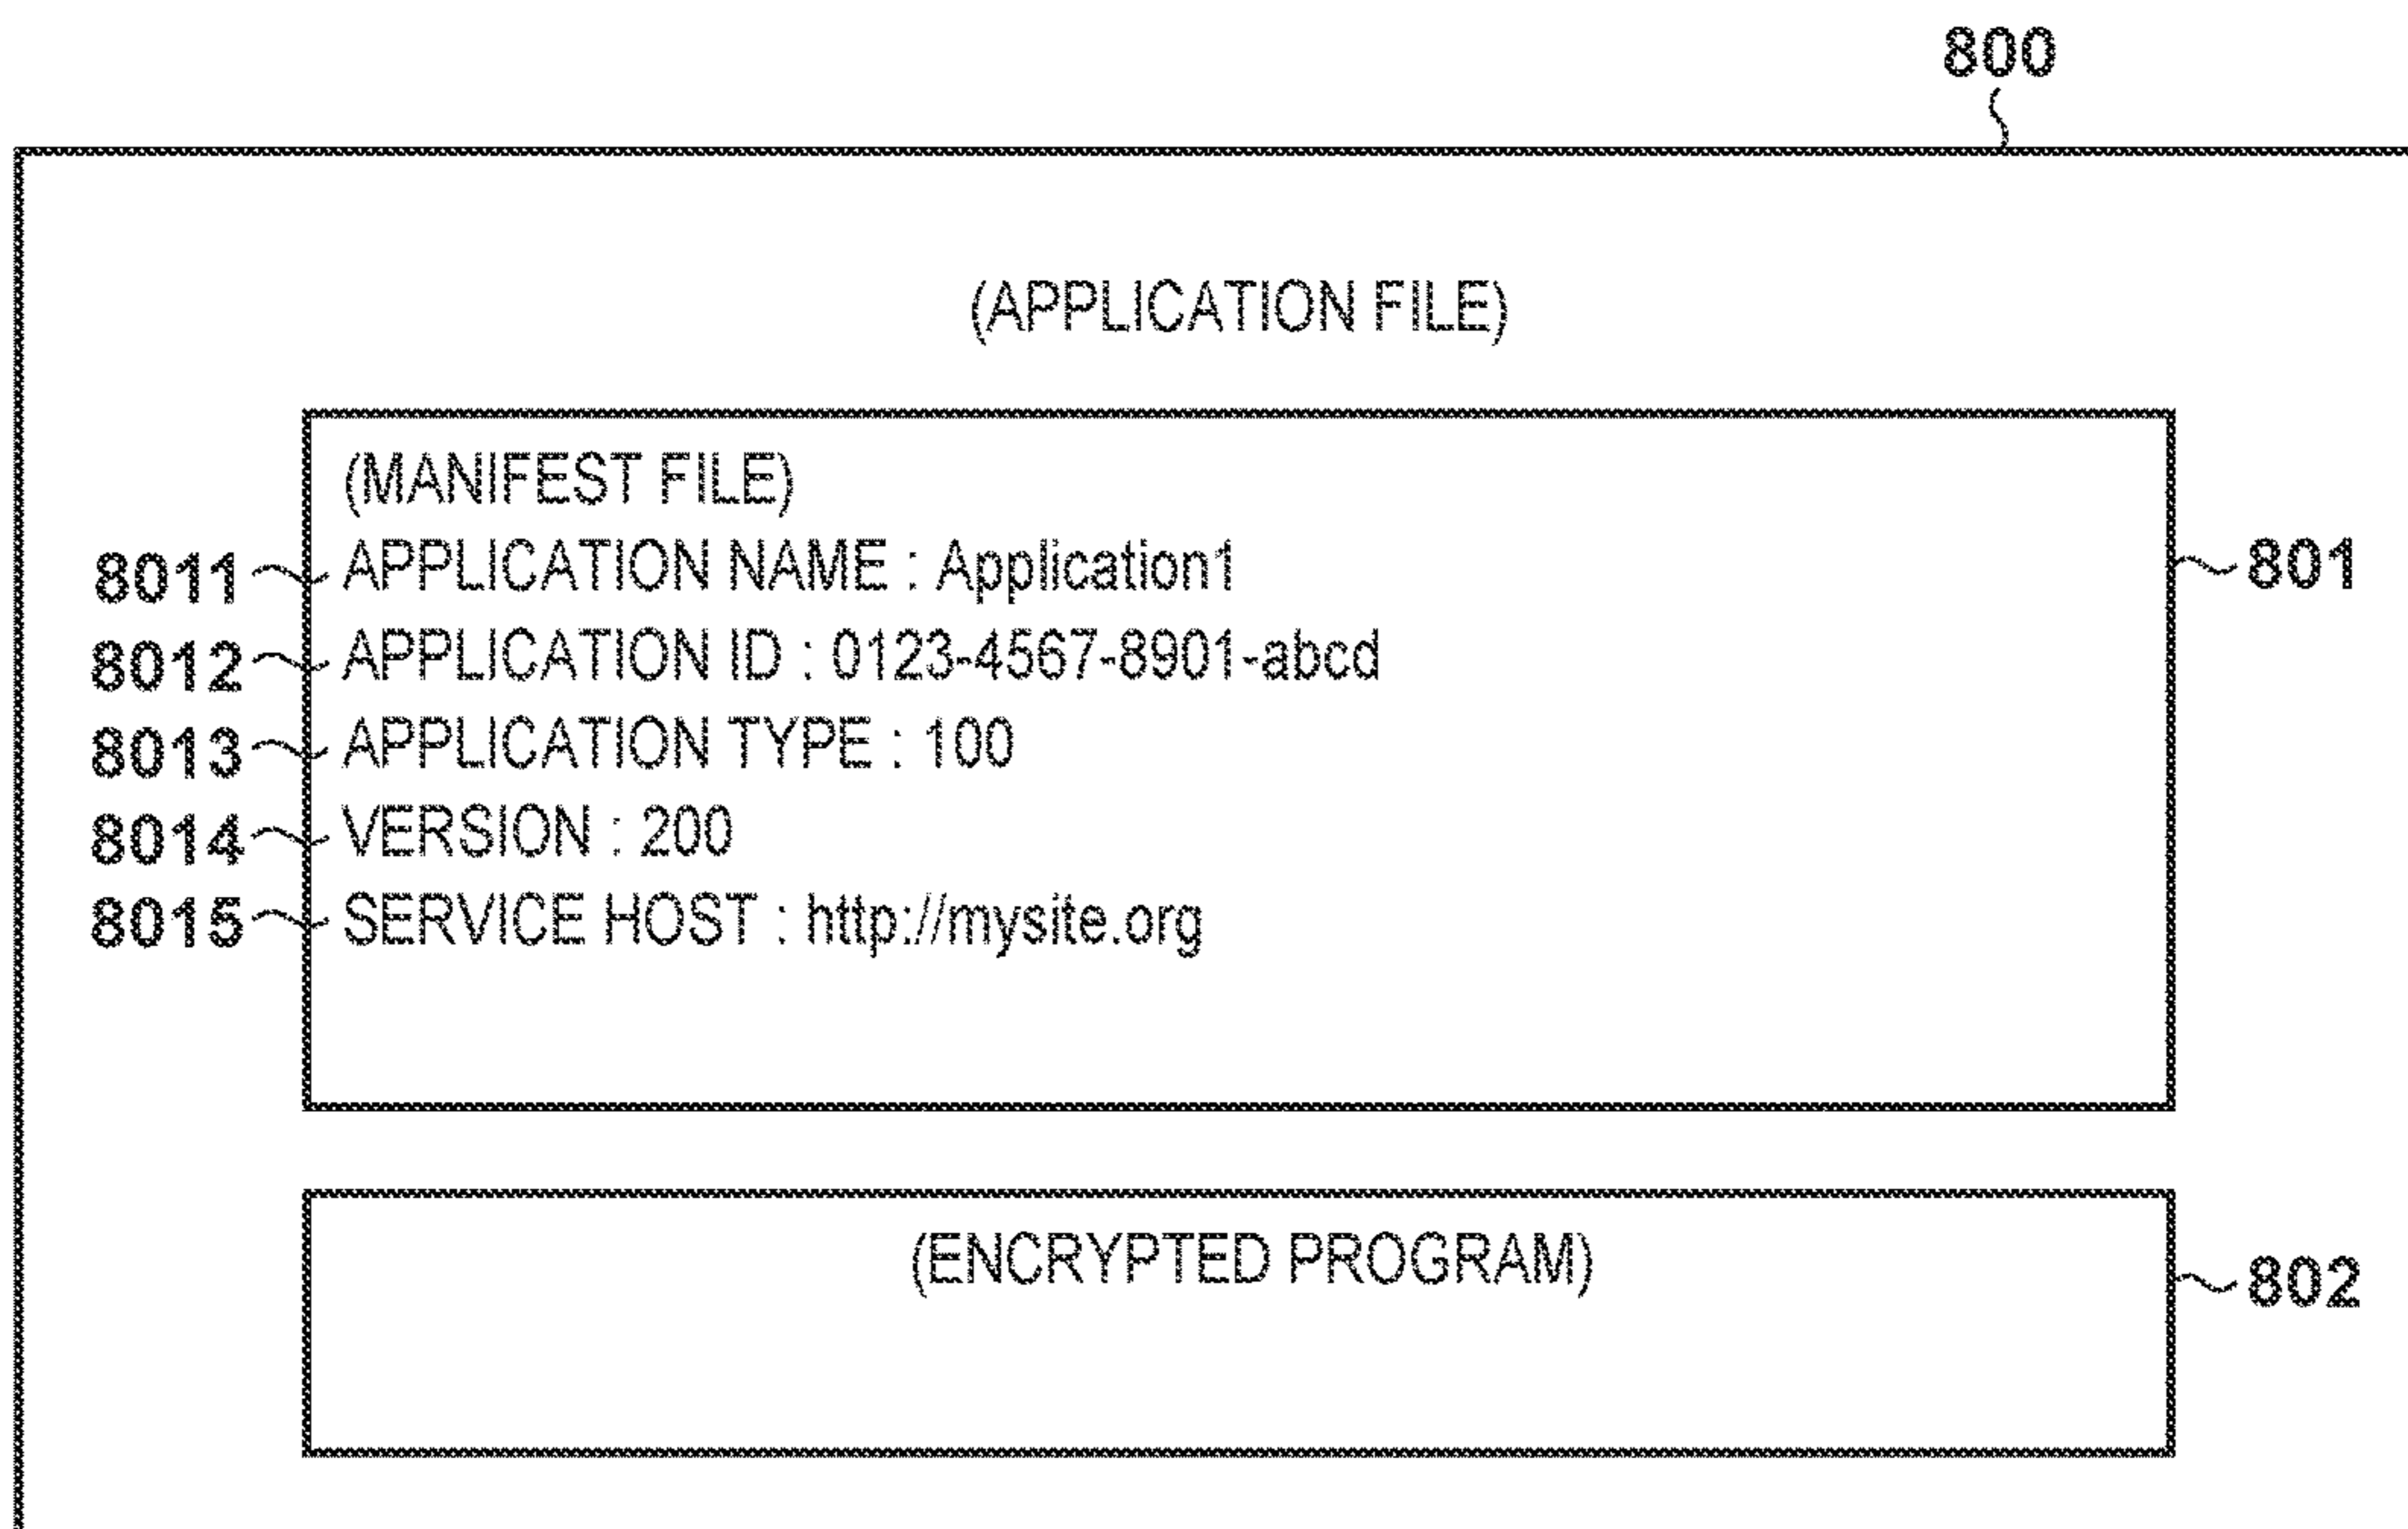 800
(APPLICATION FILE)
(MANIFEST FILE)
8011 APPLICATION NAME : Application1 801
8012 APPLICATION ID : 0123-4567-8901-abcd
8013 APPLICATION TYPE : 100
8014 VERSION : 200
8015 SERVICE HOST : http://mysite.org
(ENCRYPTED PROGRAM)
802